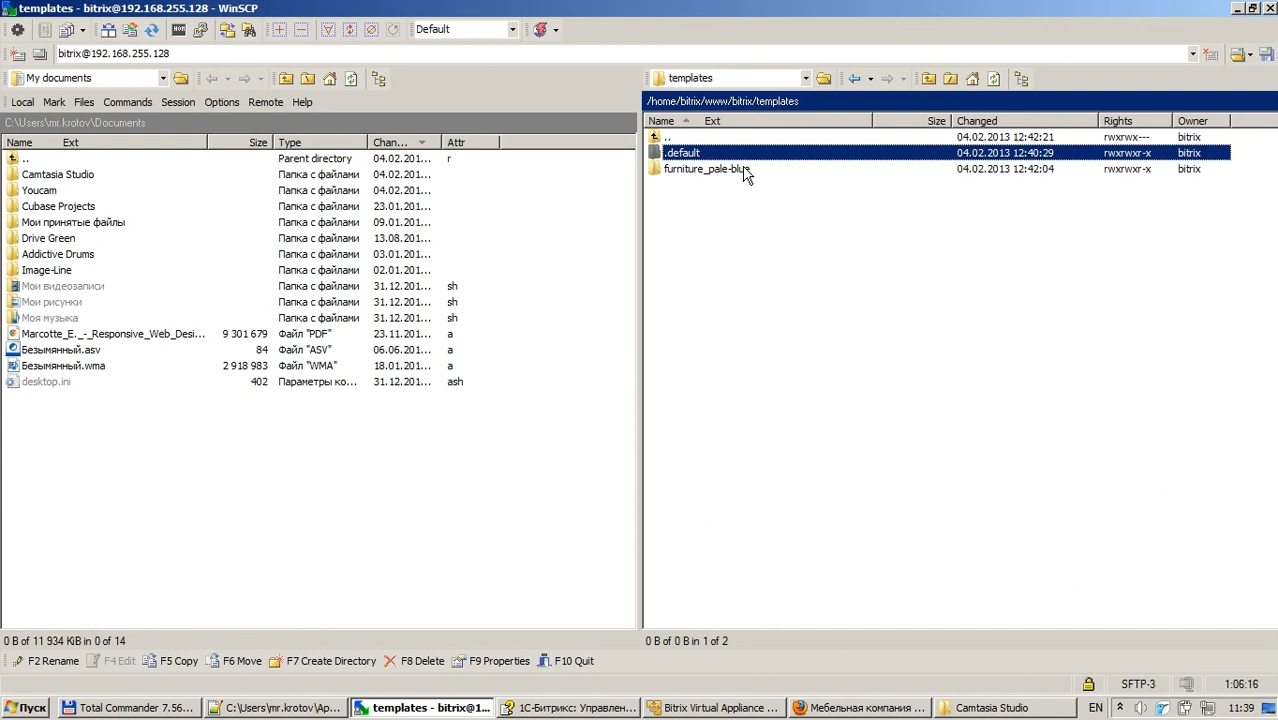 templates - bitrix@192.168.255.128 - WinSCP
Default
bitrix@192.168.255.128
My documents
templates
Local Mark Files Commands Session Options Remote Help
/home/bitrix/www/bitrix/templates
C:\Users\mr.krotov\Documents
Name Ext Size Changed Rights Owner
Name Ext Size Type Chan... Attr
.. 04.02.2013 12:42:21 rwxrwx--- bitrix
.default 04.02.2013 12:40:29 rwxrwxr-x bitrix
furniture_pale-blue 04.02.2013 12:42:04 rwxrwxr-x bitrix
.. Parent directory 04.02.201... r
Camtasia Studio Папка с файлами 04.02.201...
Youcam Папка с файлами 04.02.201...
Cubase Projects Папка с файлами 23.01.201...
Мои принятые файлы Папка с файлами 09.01.201...
Drive Green Папка с файлами 13.08.201...
Addictive Drums Папка с файлами 03.01.201...
Image-Line Папка с файлами 02.01.201...
Мои видеозаписи Папка с файлами 31.12.201... sh
Мои рисунки Папка с файлами 31.12.201... sh
Моя музыка Папка с файлами 31.12.201... sh
Marcotte_E._-_Responsive_Web_Desi... 9 301 679 Файл "PDF" 23.11.201... a
Безымянный.asv 84 Файл "ASV" 06.06.201... a
Безымянный.wma 2 918 983 Файл "WMA" 18.01.201... a
desktop.ini 402 Параметры ко... 31.12.201... ash
0 B of 11 934 KiB in 0 of 14
0 B of 0 B in 1 of 2
F2 Rename F4 Edit F5 Copy F6 Move F7 Create Directory F8 Delete F9 Properties F10 Quit
SFTP-3 1:06:16
Пуск Total Commander 7.56... C:\Users\mr.krotov\Ap... templates - bitrix@1... 1С-Битрикс: Управлен... Bitrix Virtual Appliance ... Мебельная компания ... Camtasia Studio EN 11:39